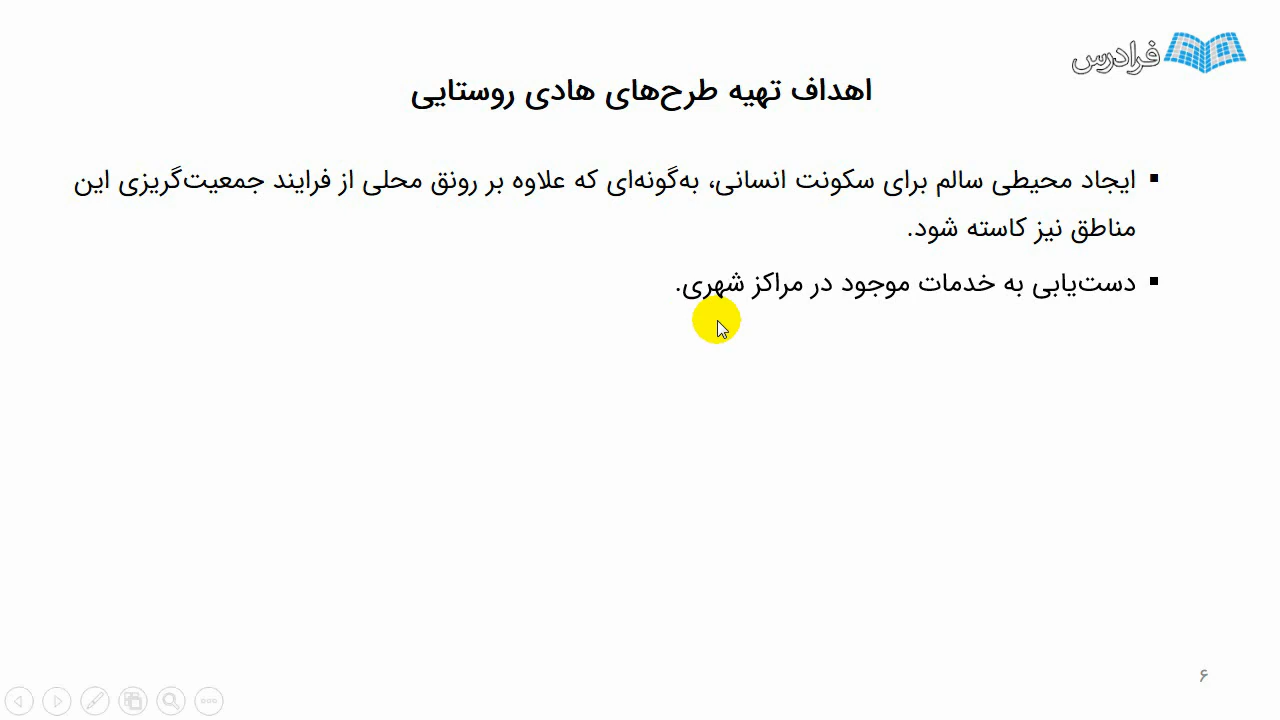 فرادرس
اهداف تهیه طرح‌های هادی روستایی
▪ ایجاد محیطی سالم برای سکونت انسانی، به‌گونه‌ای که علاوه بر رونق محلی از فرایند جمعیت‌گریزی این
مناطق نیز کاسته شود.
▪ دست‌یابی به خدمات موجود در مراکز شهری.
۶